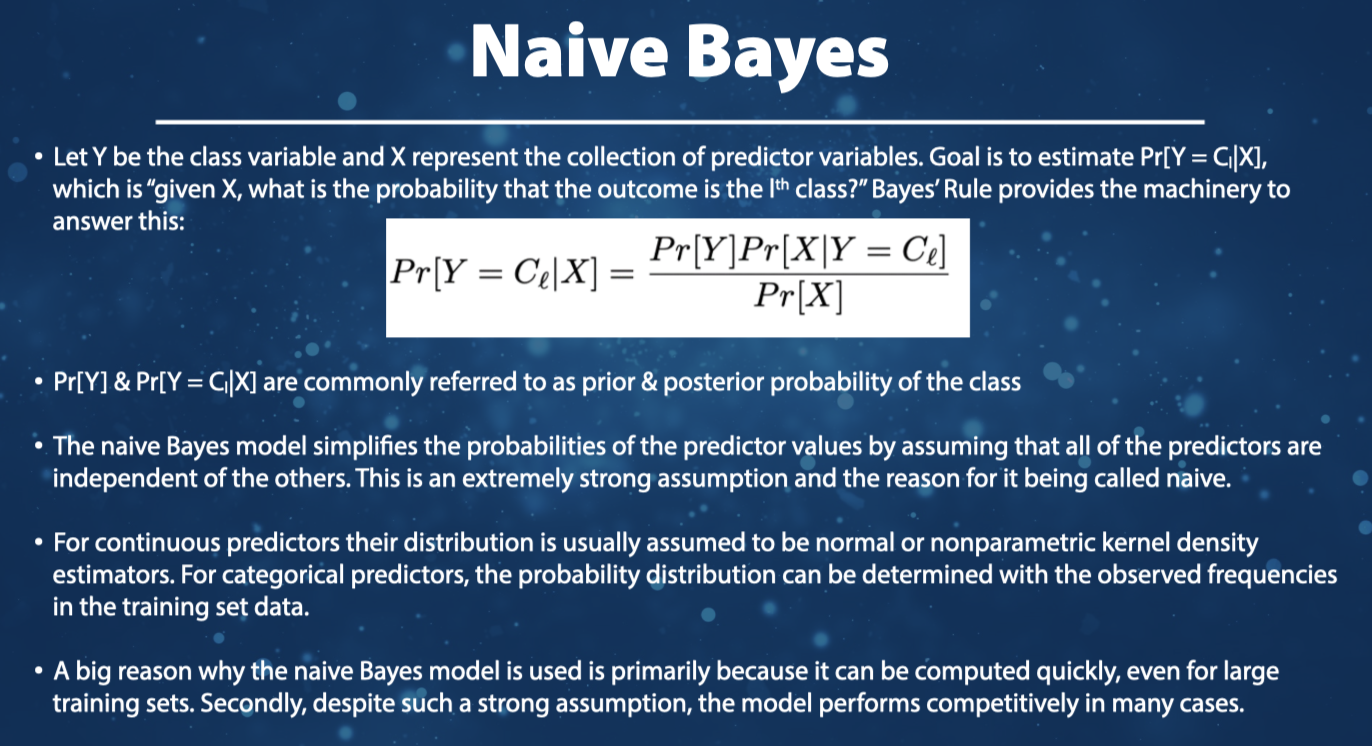 Naive Bayes
• Let Y be the class variable and X represent the collection of predictor variables. Goal is to estimate Pr[Y = Cₗ|X],
which is “given X, what is the probability that the outcome is the lᵗʰ class?” Bayes’ Rule provides the machinery to
answer this:
Pr[Y = Cℓ|X] = Pr[Y]Pr[X|Y = Cℓ] / Pr[X]
• Pr[Y] & Pr[Y = Cₗ|X] are commonly referred to as prior & posterior probability of the class
• The naive Bayes model simplifies the probabilities of the predictor values by assuming that all of the predictors are
independent of the others. This is an extremely strong assumption and the reason for it being called naive.
• For continuous predictors their distribution is usually assumed to be normal or nonparametric kernel density
estimators. For categorical predictors, the probability distribution can be determined with the observed frequencies
in the training set data.
• A big reason why the naive Bayes model is used is primarily because it can be computed quickly, even for large
training sets. Secondly, despite such a strong assumption, the model performs competitively in many cases.